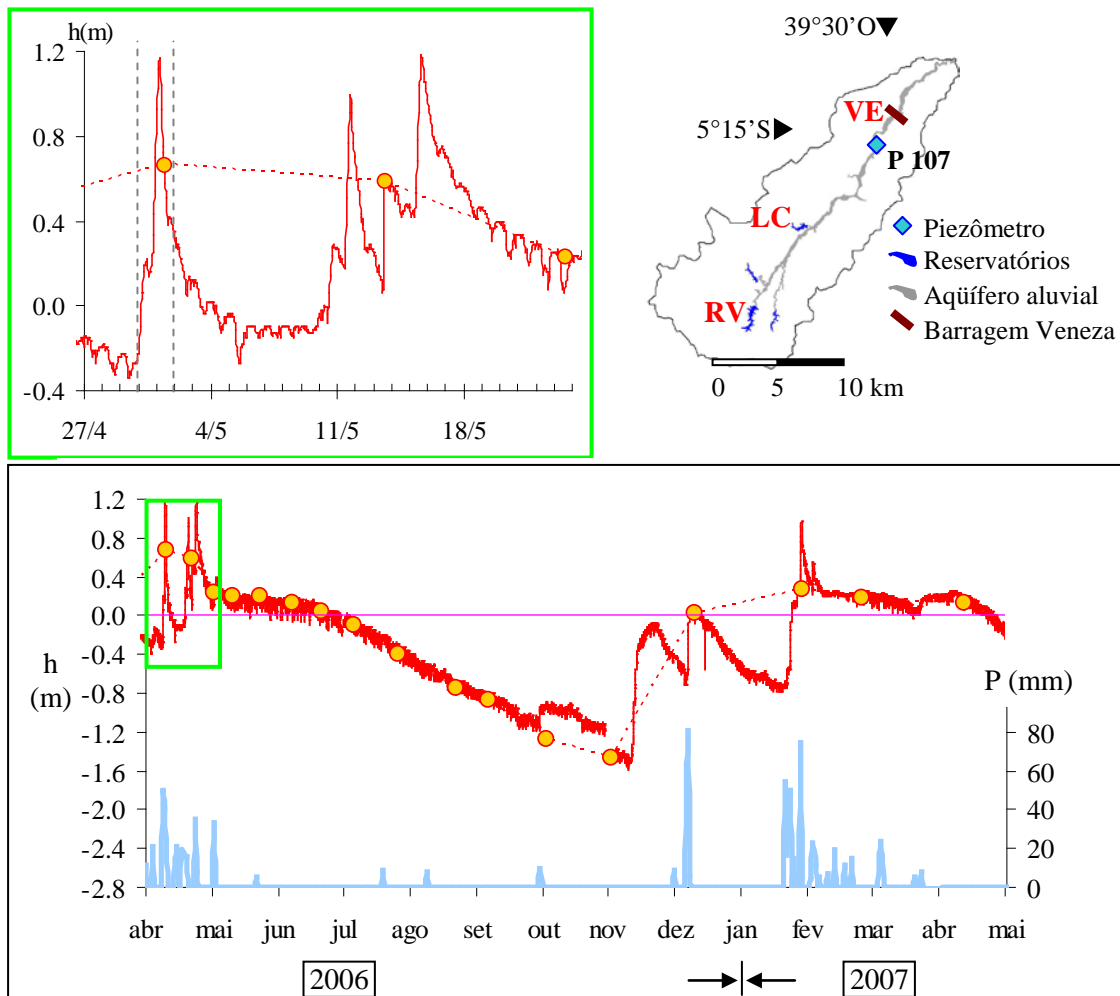 h(m)
1.2
0.8
0.4
0.0
-0.4
27/4 4/5 11/5 18/5
39°30’O
5°15’S
VE
P 107
LC
RV
Piezômetro
Reservatórios
Aqüífero aluvial
Barragem Veneza
0 5 10 km
1.2
0.8
0.4
0.0
-0.4
-0.8
-1.2
-1.6
-2.0
-2.4
-2.8
h
(m)
P (mm)
80
60
40
20
0
abr mai jun jul ago set out nov dez jan fev mar abr mai
2006 2007